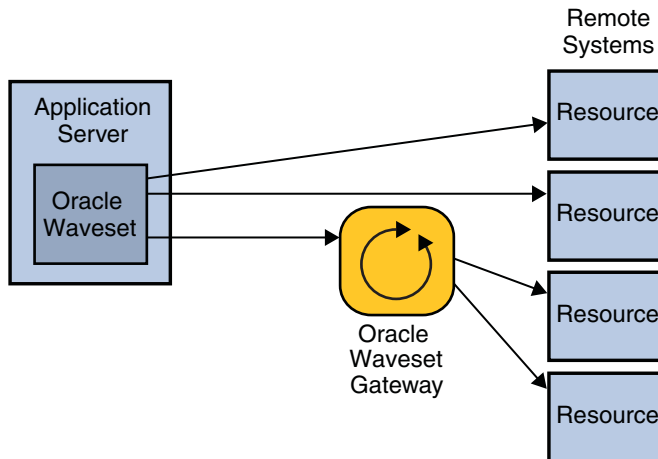 Remote
Systems
Application
Server
Oracle
Waveset
Resource
Resource
Oracle
Waveset
Gateway
Resource
Resource